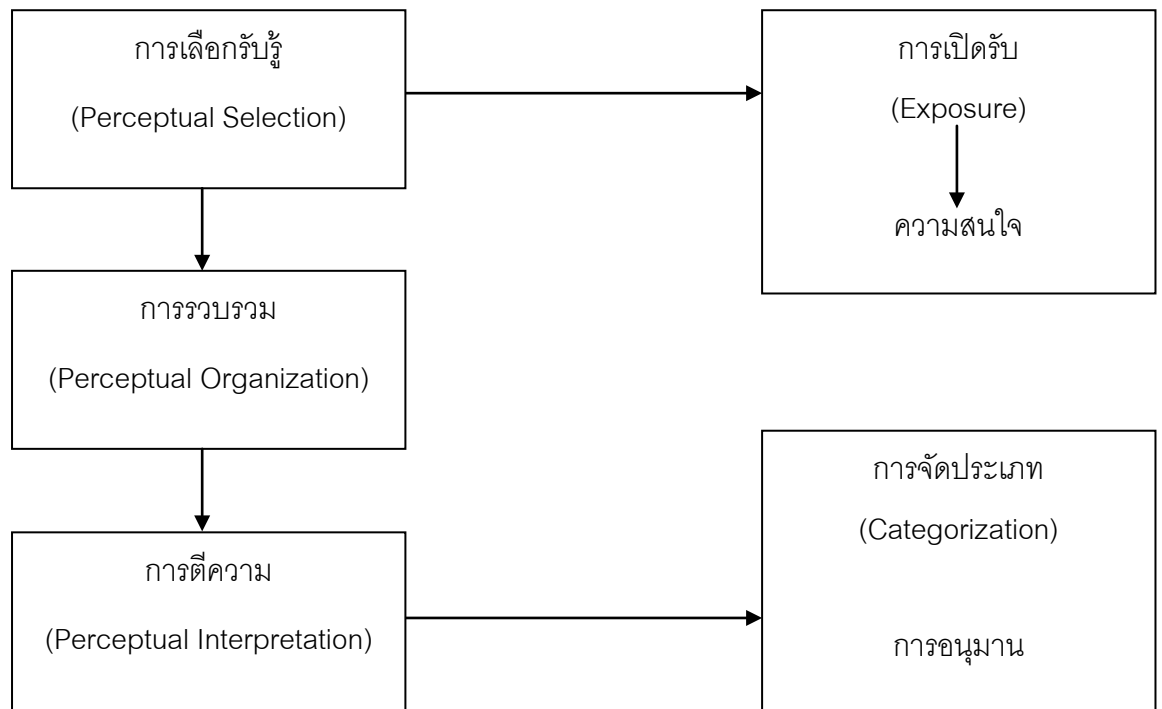 การเลือกรับรู้
(Perceptual Selection)
การเปิดรับ
(Exposure)
ความสนใจ
การรวบรวม
(Perceptual Organization)
การตีความ
(Perceptual Interpretation)
การจัดประเภท
(Categorization)
การอนุมาน